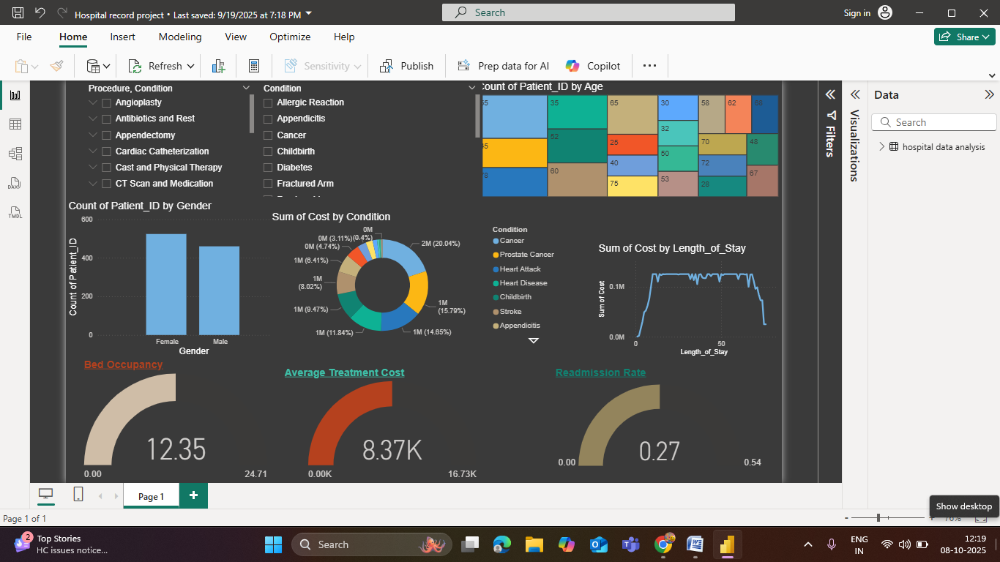 Hospital record project • Last saved: 9/19/2025 at 7:18 PM
Search
Sign in
File Home Insert Modeling View Optimize Help
Share
Refresh Sensitivity Publish Prep data for AI Copilot
Procedure, Condition
Angioplasty
Antibiotics and Rest
Appendectomy
Cardiac Catheterization
Cast and Physical Therapy
CT Scan and Medication
Condition
Allergic Reaction
Appendicitis
Cancer
Childbirth
Diabetes
Fractured Arm
Count of Patient_ID by Age
35
52
60
65
25
40
75
30
32
50
53
58
62
70
72
28
48
67
Count of Patient_ID by Gender
Count of Patient_ID
600
400
200
0
Female Male
Gender
Sum of Cost by Condition
0M
0M (3.11%)
(0.4%)
0M (4.74%)
1M (6.41%)
1M
(8.02%)
1M (9.47%)
1M (11.84%)
2M (20.04%)
1M
(15.79%)
1M (14.65%)
Condition
Cancer
Prostate Cancer
Heart Attack
Heart Disease
Childbirth
Stroke
Appendicitis
Sum of Cost by Length_of_Stay
Sum of Cost
0.1M
0.0M
0 50
Length_of_Stay
Bed Occupancy
12.35
0.00 24.71
Average Treatment Cost
8.37K
0.00K 16.73K
Readmission Rate
0.27
0.00 0.54
Filters
Visualizations
Data
Search
hospital data analysis
DAX
TMDL
Page 1
Page 1 of 1
Show desktop
- + 70%
2
Top Stories
HC issues notice...
Search
ENG
IN
12:19
08-10-2025